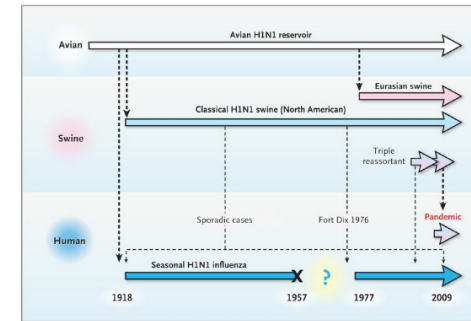 Avian H1N1 reservoir
Avian
Eurasian swine
Classical H1N1 swine (North American)
Swine
Triple
reassortant
Sporadic cases
Fort Dix 1976
Pandemic
Human
Seasonal H1N1 influenza
X
?
1918
1957
1977
2009